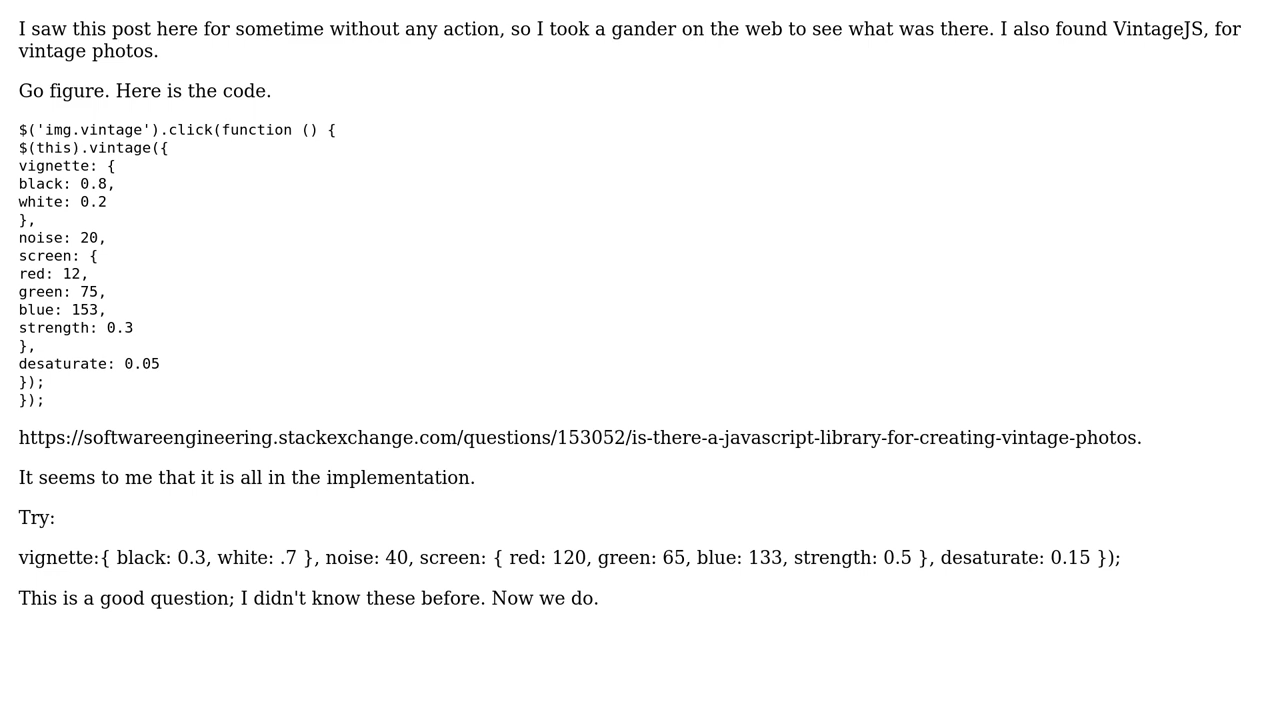 I saw this post here for sometime without any action, so I took a gander on the web to see what was there. I also found VintageJS, for
vintage photos.
Go figure. Here is the code.
$('img.vintage').click(function () {
$(this).vintage({
vignette: {
black: 0.8,
white: 0.2
},
noise: 20,
screen: {
red: 12,
green: 75,
blue: 153,
strength: 0.3
},
desaturate: 0.05
});
});
https://softwareengineering.stackexchange.com/questions/153052/is-there-a-javascript-library-for-creating-vintage-photos.
It seems to me that it is all in the implementation.
Try:
vignette:{ black: 0.3, white: .7 }, noise: 40, screen: { red: 120, green: 65, blue: 133, strength: 0.5 }, desaturate: 0.15 });
This is a good question; I didn't know these before. Now we do.